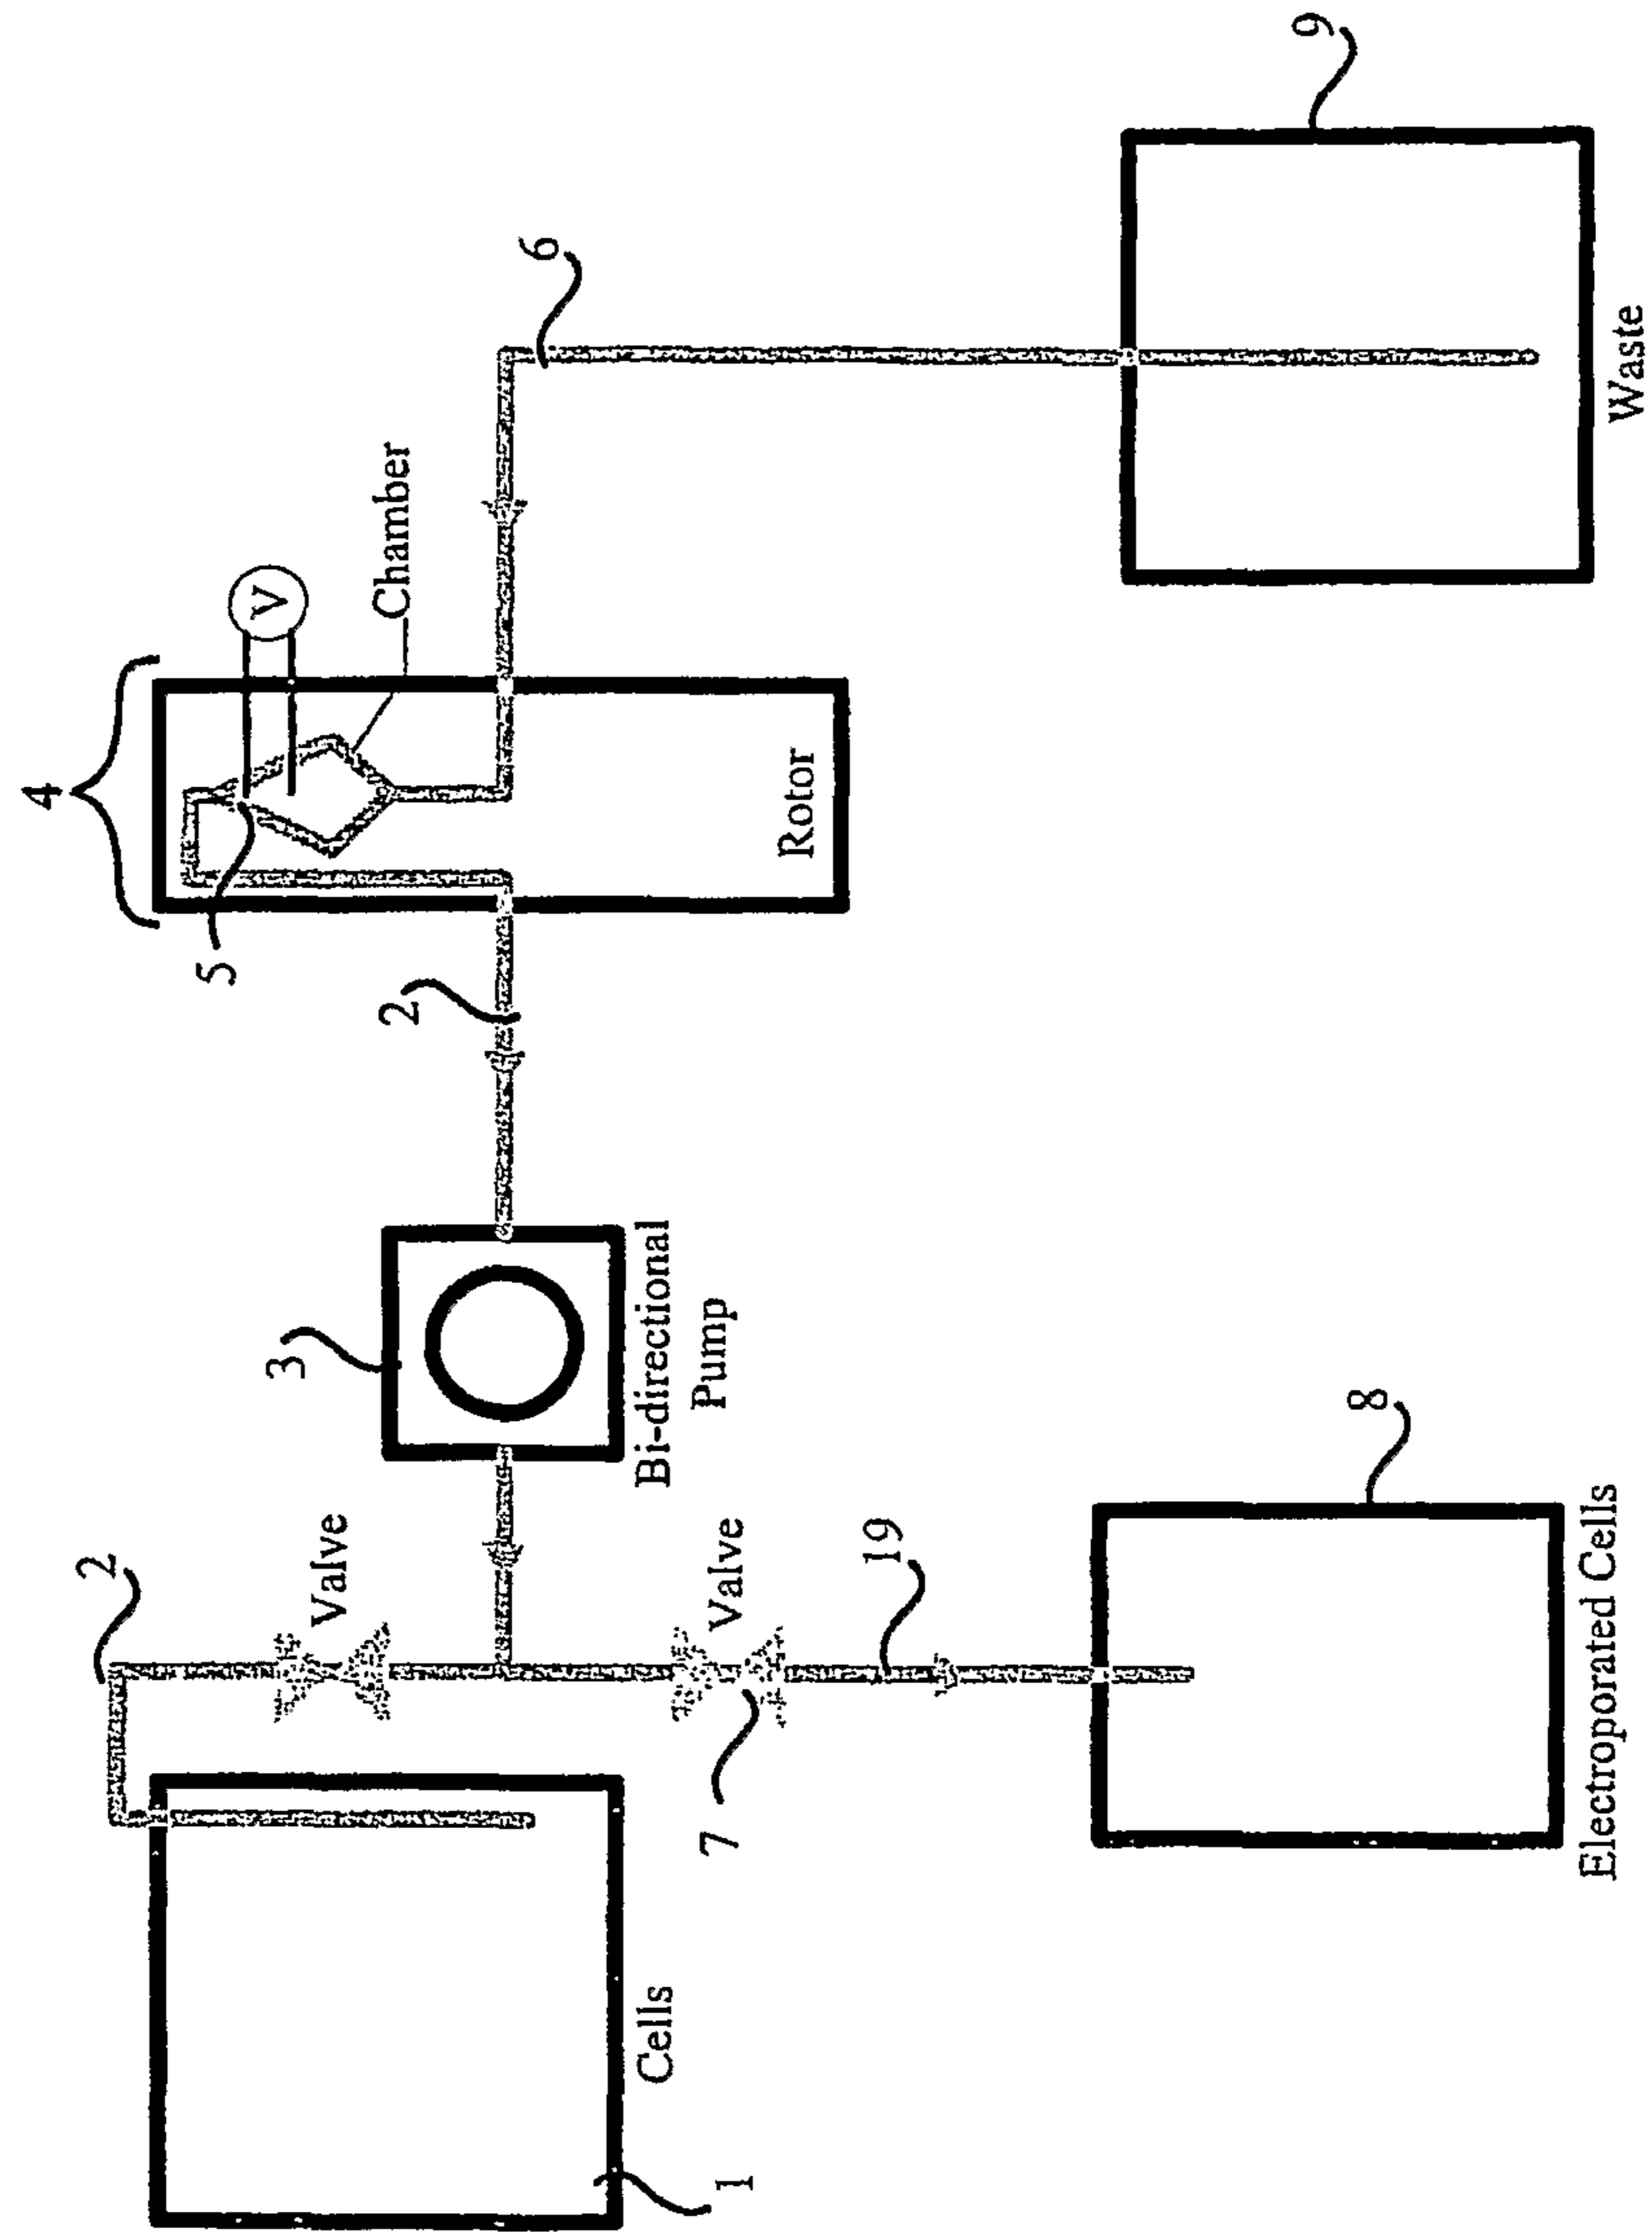 4
2
5
V
3
Valve
Chamber
2
6
Cells
Bi-directional
Pump
1
7
Valve
Rotor
19
9
8
Electroporated Cells
Waste